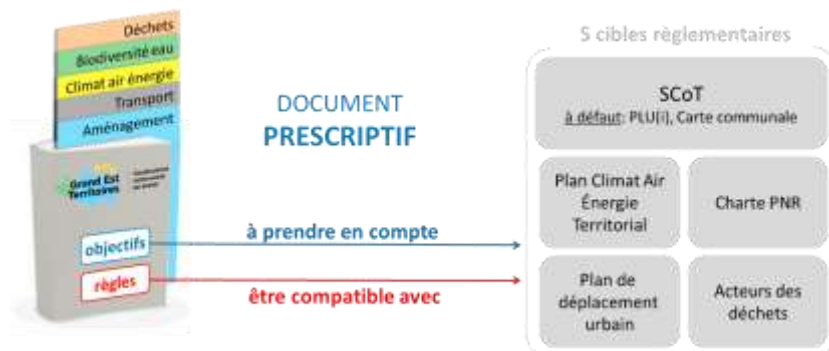 Déchets
Biodiversité eau
Climat air énergie
Transport
Aménagement
Grand Est
Territoires
objectifs
règles
DOCUMENT
PRESCRIPTIF
à prendre en compte
être compatible avec
5 cibles règlementaires
SCoT
à défaut: PLU(i), Carte communale
Plan Climat Air
Énergie
Territorial
Charte PNR
Plan de
déplacement
urbain
Acteurs des
déchets